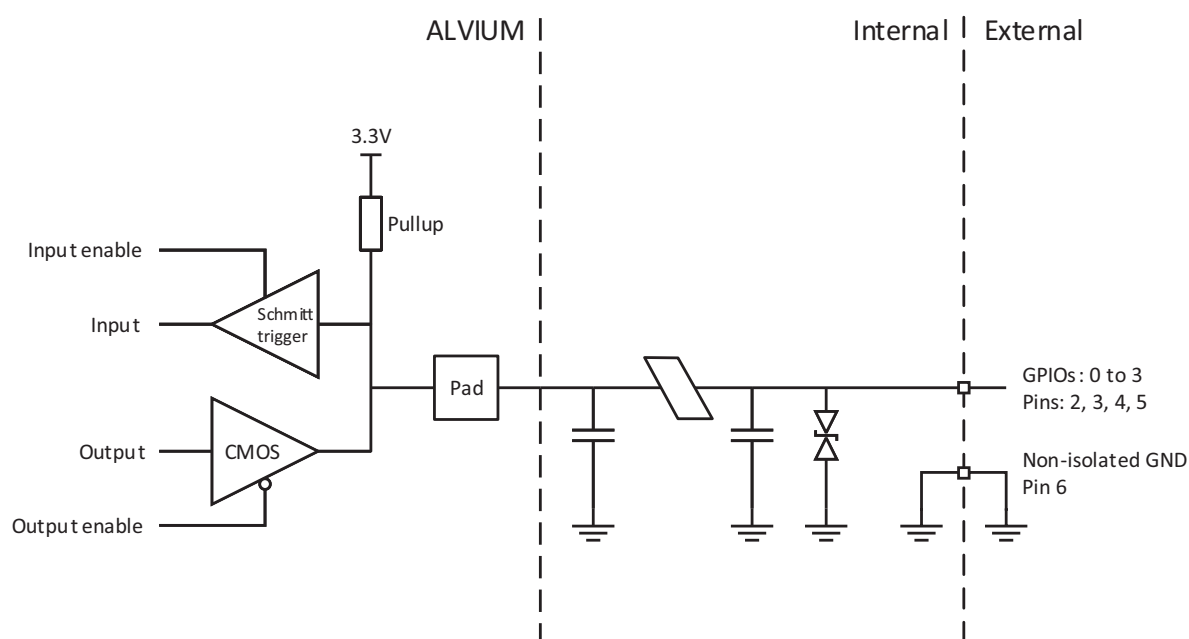 ALVIUM
Internal
External
3.3V
Pullup
Input enable
Schmitt
trigger
Input
Pad
GPIOs: 0 to 3
Pins: 2, 3, 4, 5
Output
CMOS
Non-isolated GND
Pin 6
Output enable